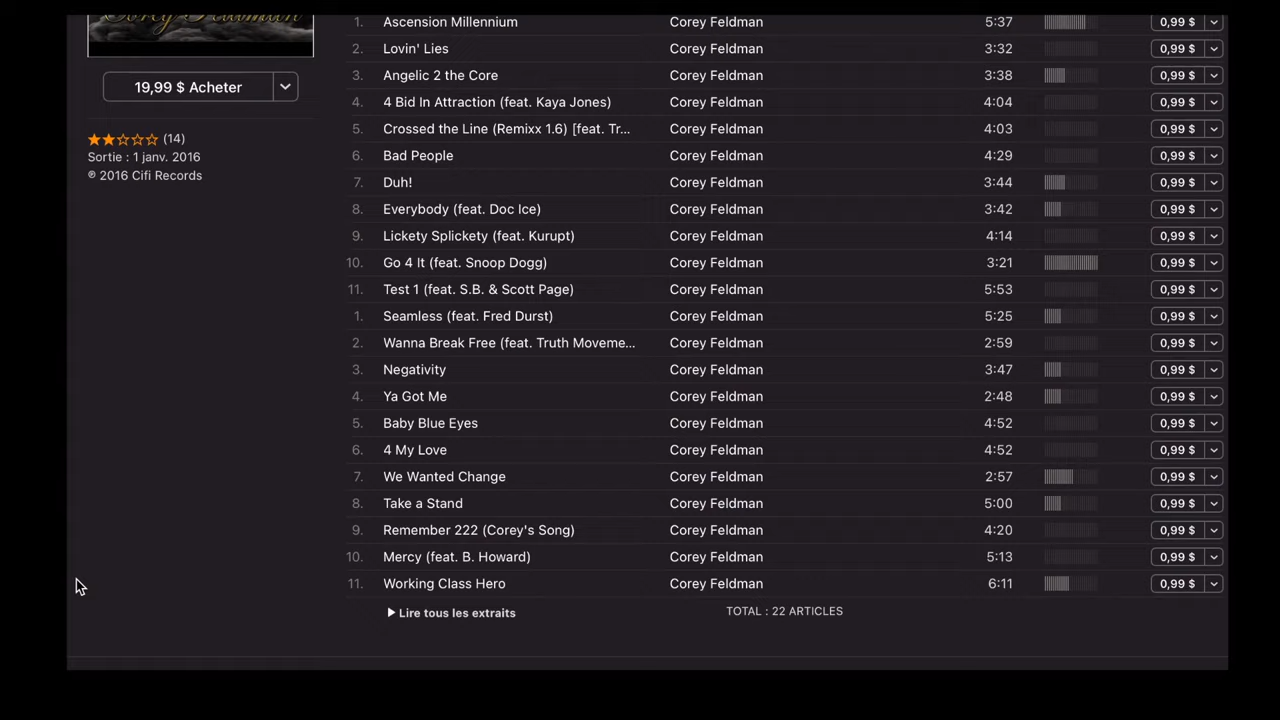 Corey Feldman
1. Ascension Millennium Corey Feldman 5:37 0,99 $
2. Lovin' Lies Corey Feldman 3:32 0,99 $
3. Angelic 2 the Core Corey Feldman 3:38 0,99 $
4. 4 Bid In Attraction (feat. Kaya Jones) Corey Feldman 4:04 0,99 $
5. Crossed the Line (Remixx 1.6) [feat. Tr... Corey Feldman 4:03 0,99 $
6. Bad People Corey Feldman 4:29 0,99 $
7. Duh! Corey Feldman 3:44 0,99 $
8. Everybody (feat. Doc Ice) Corey Feldman 3:42 0,99 $
9. Lickety Splickety (feat. Kurupt) Corey Feldman 4:14 0,99 $
10. Go 4 It (feat. Snoop Dogg) Corey Feldman 3:21 0,99 $
11. Test 1 (feat. S.B. & Scott Page) Corey Feldman 5:53 0,99 $
1. Seamless (feat. Fred Durst) Corey Feldman 5:25 0,99 $
2. Wanna Break Free (feat. Truth Moveme... Corey Feldman 2:59 0,99 $
3. Negativity Corey Feldman 3:47 0,99 $
4. Ya Got Me Corey Feldman 2:48 0,99 $
5. Baby Blue Eyes Corey Feldman 4:52 0,99 $
6. 4 My Love Corey Feldman 4:52 0,99 $
7. We Wanted Change Corey Feldman 2:57 0,99 $
8. Take a Stand Corey Feldman 5:00 0,99 $
9. Remember 222 (Corey's Song) Corey Feldman 4:20 0,99 $
10. Mercy (feat. B. Howard) Corey Feldman 5:13 0,99 $
11. Working Class Hero Corey Feldman 6:11 0,99 $
Lire tous les extraits TOTAL : 22 ARTICLES
19,99 $ Acheter
(14)
Sortie : 1 janv. 2016
℗ 2016 Cifi Records